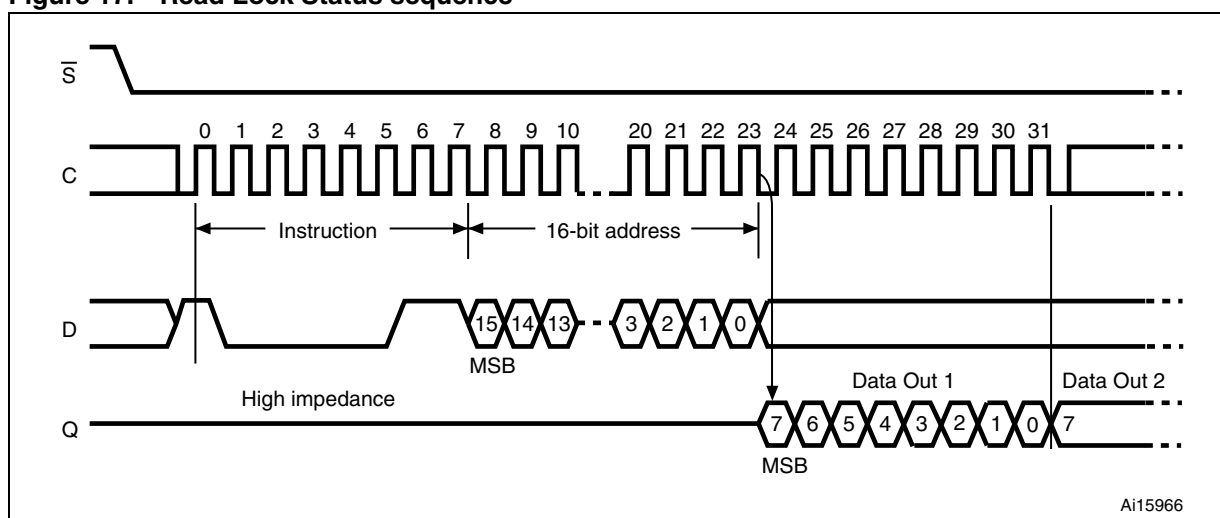 Figure 17. Read Lock Status sequence
S
0 1 2 3 4 5 6 7 8 9 10 20 21 22 23 24 25 26 27 28 29 30 31
C
Instruction 16-bit address
D 15 14 13 3 2 1 0
MSB
Data Out 1 Data Out 2
High impedance
Q 7 6 5 4 3 2 1 0 7
MSB
Ai15966